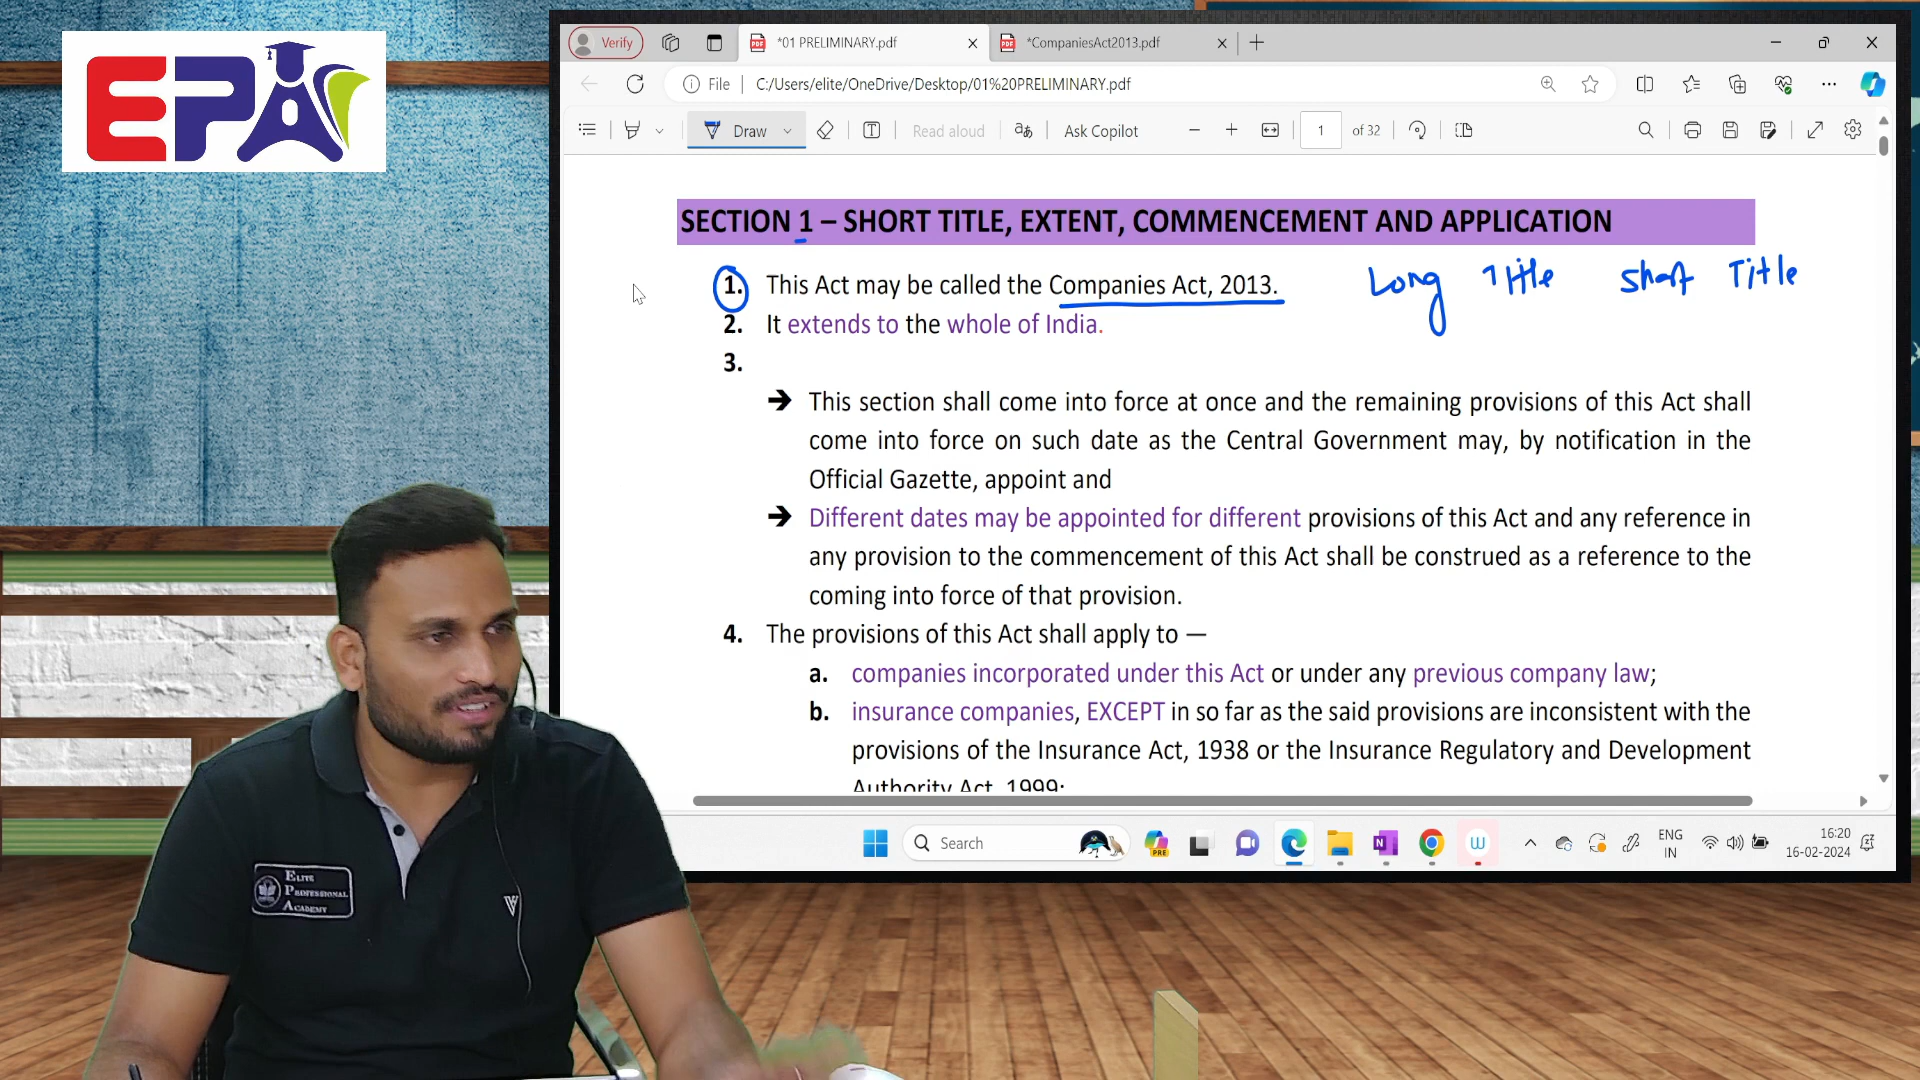 EPA
Verify
*01 PRELIMINARY.pdf
*CompaniesAct2013.pdf
File
C:/Users/elite/OneDrive/Desktop/01%20PRELIMINARY.pdf
Draw
Read aloud
Ask Copilot
1
of 32
SECTION 1 – SHORT TITLE, EXTENT, COMMENCEMENT AND APPLICATION
1. This Act may be called the Companies Act, 2013.
Long Title Short Title
2. It extends to the whole of India.
3.
➔ This section shall come into force at once and the remaining provisions of this Act shall
come into force on such date as the Central Government may, by notification in the
Official Gazette, appoint and
➔ Different dates may be appointed for different provisions of this Act and any reference in
any provision to the commencement of this Act shall be construed as a reference to the
coming into force of that provision.
4. The provisions of this Act shall apply to —
a. companies incorporated under this Act or under any previous company law;
b. insurance companies, EXCEPT in so far as the said provisions are inconsistent with the
provisions of the Insurance Act, 1938 or the Insurance Regulatory and Development
Authority Act, 1999;
Search
PRE
ENG
IN
16:20
16-02-2024
ELITE
PROFESSIONAL
ACADEMY